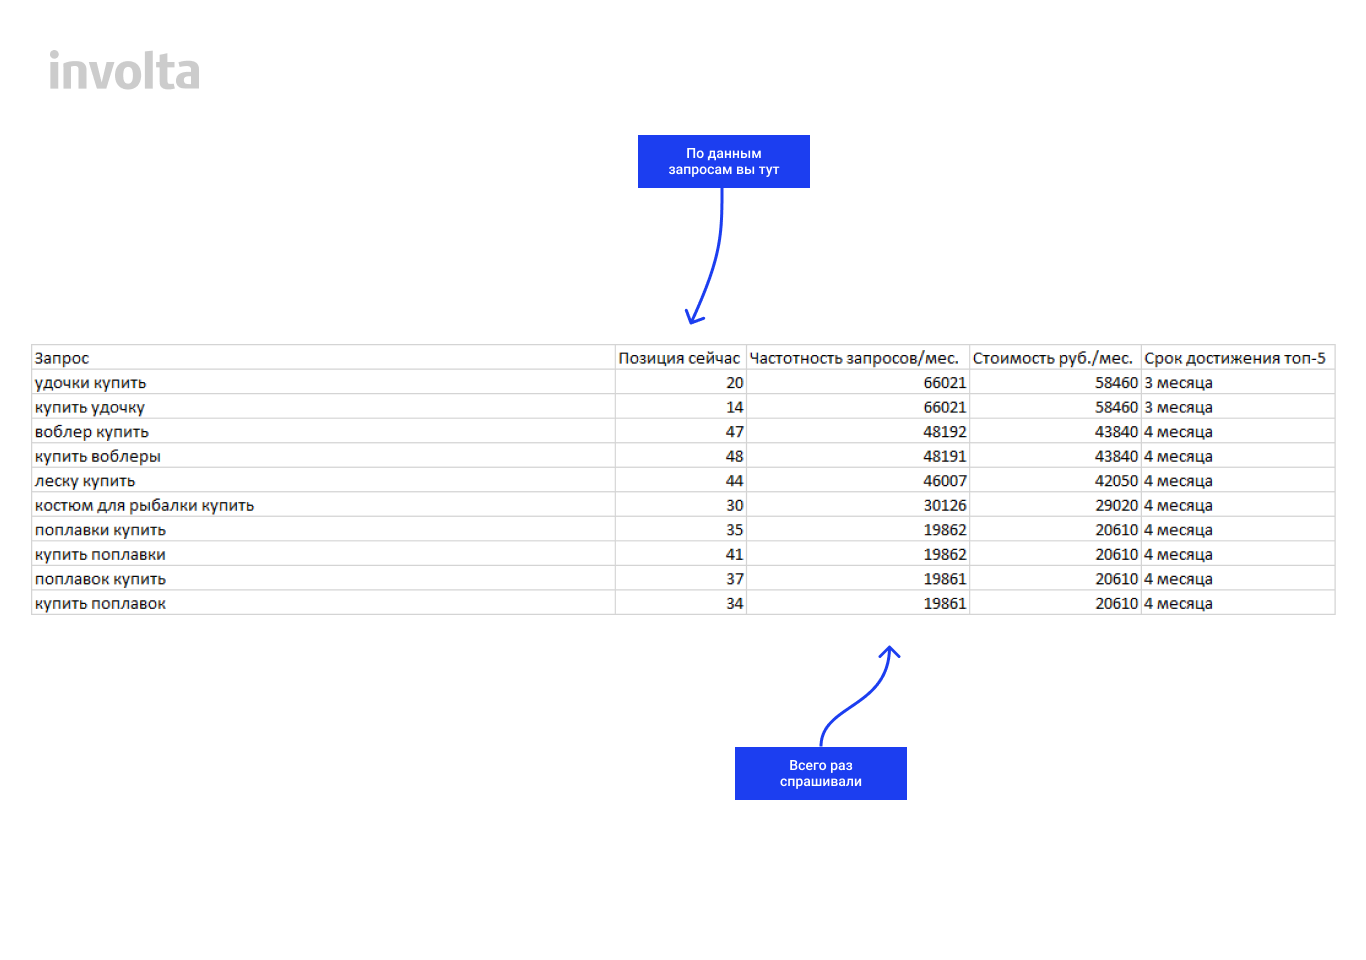 involta
По данным
запросам вы тут
Запрос Позиция сейчас Частотность запросов/мес. Стоимость руб./мес. Срок достижения топ-5
удочки купить 20 66021 58460 3 месяца
купить удочку 14 66021 58460 3 месяца
воблер купить 47 48192 43840 4 месяца
купить воблеры 48 48191 43840 4 месяца
леску купить 44 46007 42050 4 месяца
костюм для рыбалки купить 30 30126 29020 4 месяца
поплавки купить 35 19862 20610 4 месяца
купить поплавки 41 19862 20610 4 месяца
поплавок купить 37 19861 20610 4 месяца
купить поплавок 34 19861 20610 4 месяца
Всего раз
спрашивали